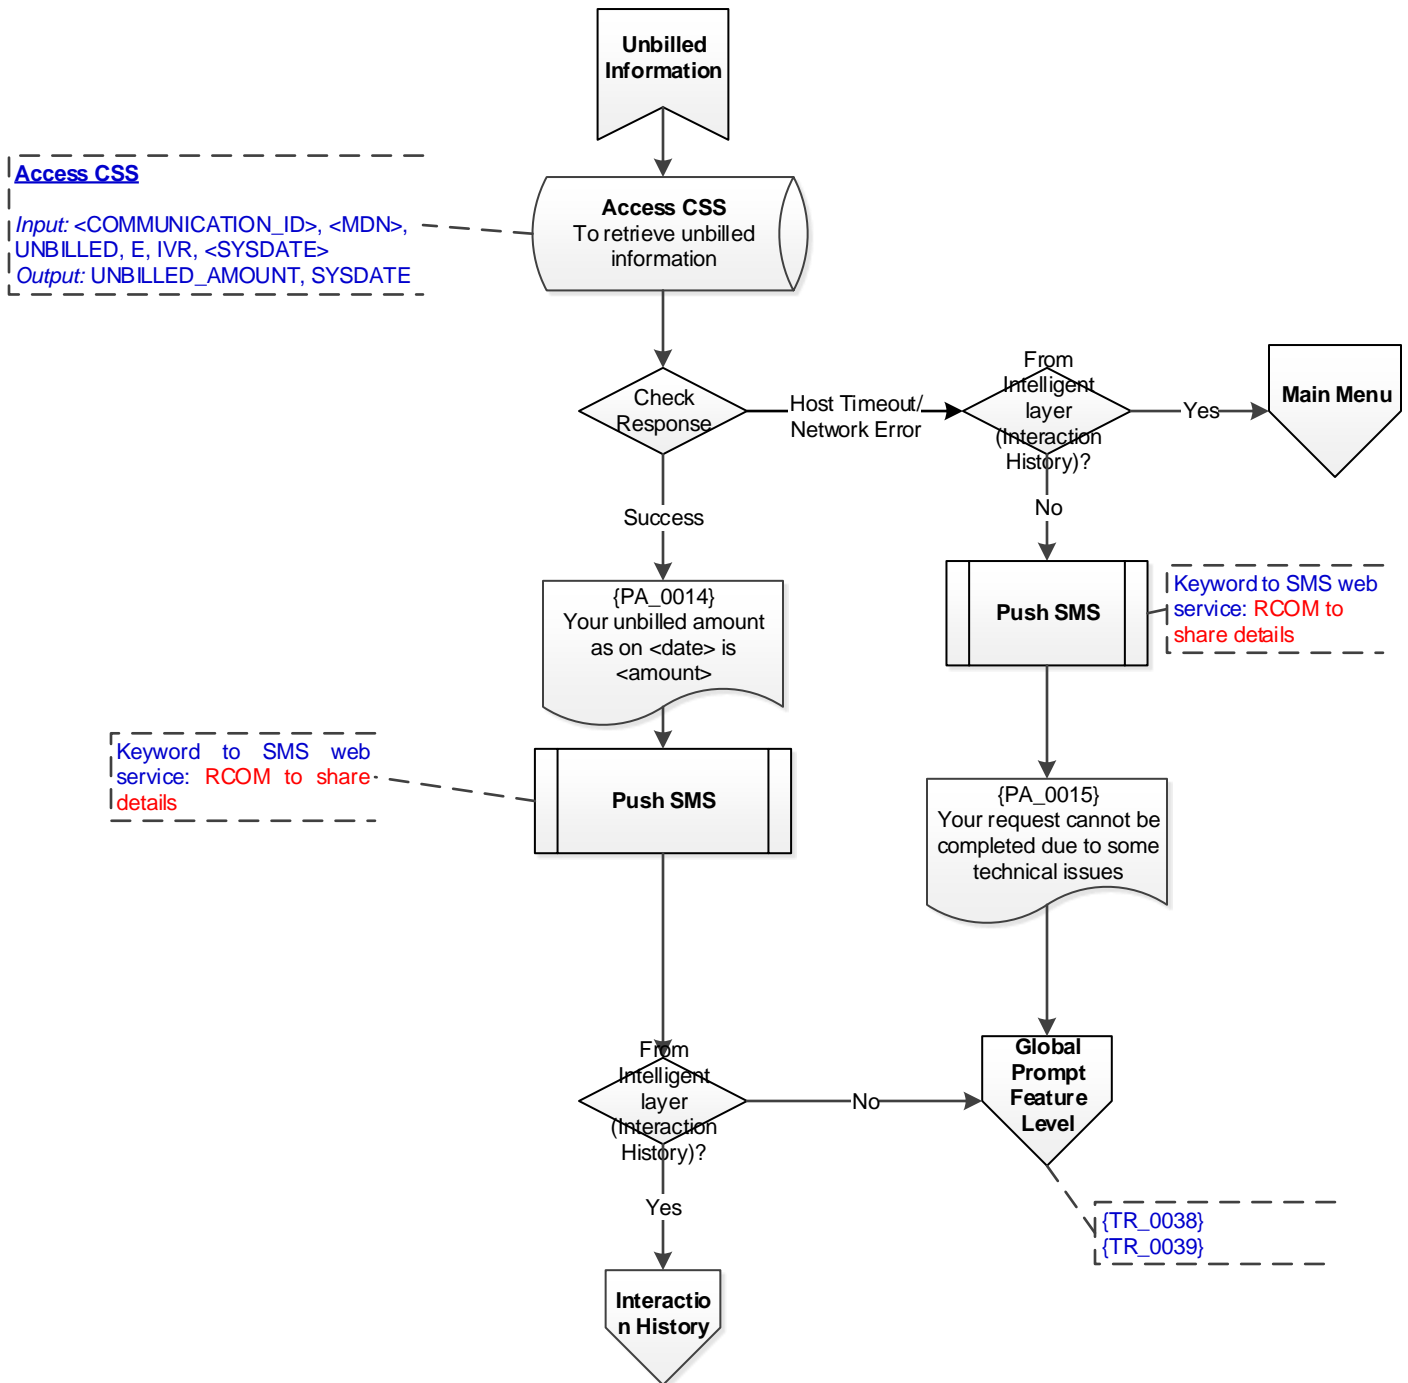 Unbilled
Information
Access CSS
Input: <COMMUNICATION_ID>, <MDN>,
UNBILLED, E, IVR, <SYSDATE>
Output: UNBILLED_AMOUNT, SYSDATE
Access CSS
To retrieve unbilled
information
Check
Response
Host Timeout/
Network Error
From
Intelligent
layer
(Interaction
History)?
Yes
Main Menu
No
Success
{PA_0014}
Your unbilled amount
as on <date> is
<amount>
Push SMS
Keyword to SMS web
service: RCOM to
share details
Keyword to SMS web
service: RCOM to share
details
Push SMS
{PA_0015}
Your request cannot be
completed due to some
technical issues
From
Intelligent
layer
(Interaction
History)?
No
Global
Prompt
Feature
Level
Yes
{TR_0038}
{TR_0039}
Interactio
n History